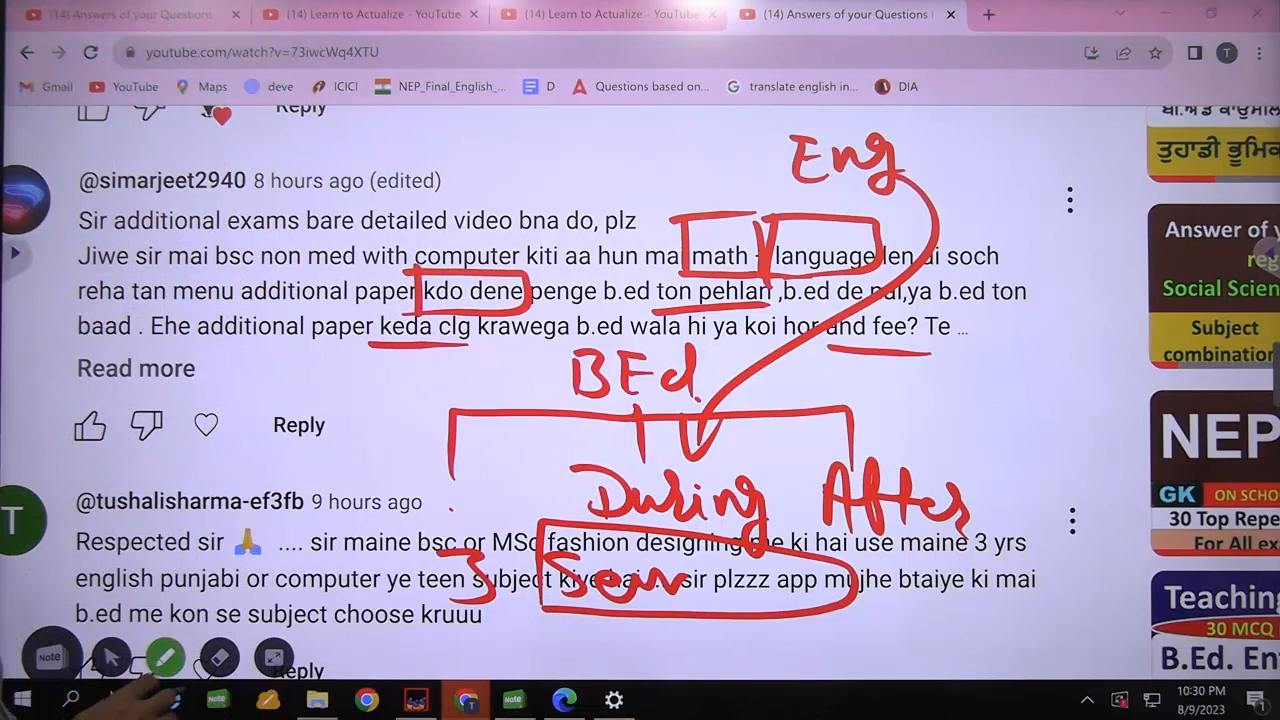 (14) Answers of your Questions
(14) Learn to Actualize - YouTube
(14) Learn to Actualize - YouTube
(14) Answers of your Questions
youtube.com/watch?v=73iwcWq4XTU
T
Gmail
YouTube
Maps
deve
ICICI
NEP_Final_English_...
D
Questions based on...
translate english in...
DIA
Reply
Eng
@simarjeet2940 8 hours ago (edited)
Sir additional exams bare detailed video bna do, plz
Jiwe sir mai bsc non med with computer kiti aa hun mai math language len di soch
reha tan menu additional paper kdo dene penge b.ed ton pehlan ,b.ed de nal,ya b.ed ton
baad . Ehe additional paper keda clg krawega b.ed wala hi ya koi hor and fee? Te ...
Read more
BEd
Reply
During After
T
@tushalisharma-ef3fb 9 hours ago
Respected sir 🙏 .... sir maine bsc or MSc fashion designing me ki hai use maine 3 yrs
english punjabi or computer ye teen subject kiye sir plzzz app mujhe btaiye ki mai
3 Sem
b.ed me kon se subject choose kruuu
Note
Reply
ਤੁਹਾਡੀ ਭੂਮਿਕ
Answer of y
reg
Social Scien
Subject
combination
NEP
GK ON SCHO
30 Top Repe
For All exa
Teaching
30 MCQ
B.Ed. Ent
Note
Note
10:30 PM
8/9/2023